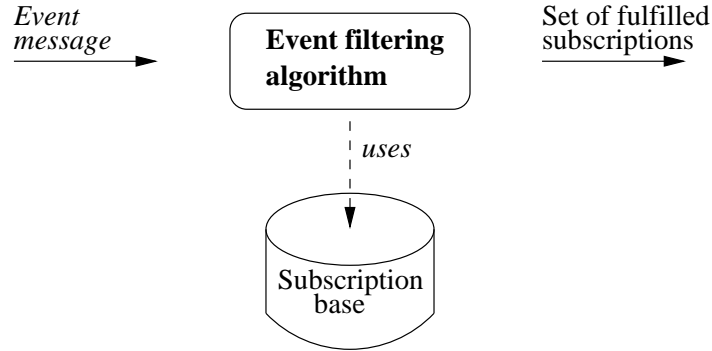 Event
message
Event filtering
algorithm
Set of fulfilled
subscriptions
uses
Subscription
base